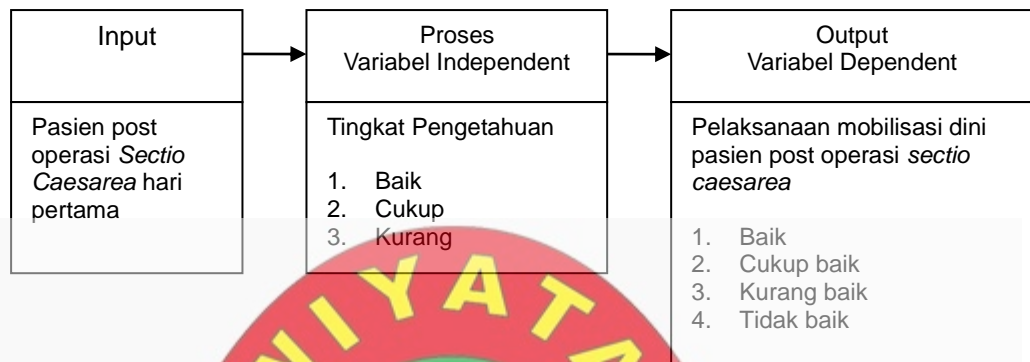 Input
Pasien post
operasi Sectio
Caesarea hari
pertama
Proses
Variabel Independent
Tingkat Pengetahuan
1. Baik
2. Cukup
3. Kurang
Output
Variabel Dependent
Pelaksanaan mobilisasi dini
pasien post operasi sectio
caesarea
1. Baik
2. Cukup baik
3. Kurang baik
4. Tidak baik
NIYATA